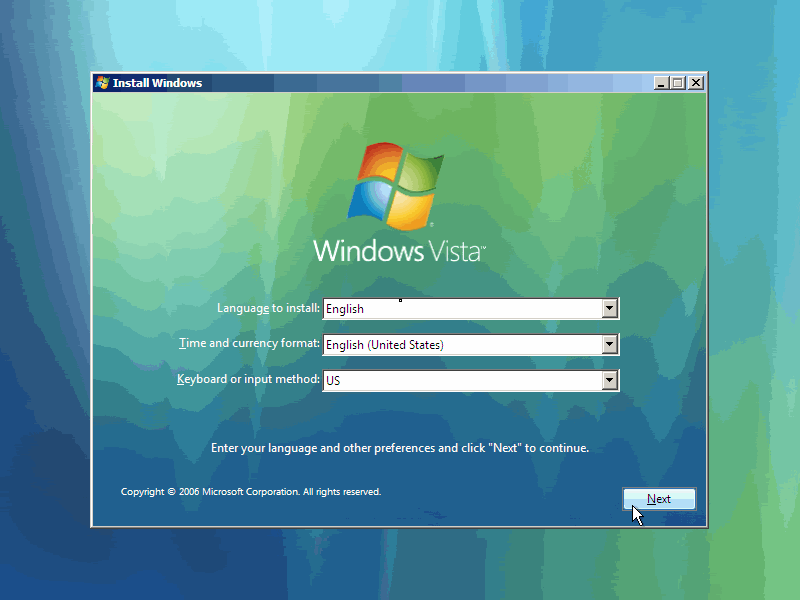 Install Windows
Windows Vista™
Language to install: English
Time and currency format: English (United States)
Keyboard or input method: US
Enter your language and other preferences and click "Next" to continue.
Copyright © 2006 Microsoft Corporation. All rights reserved.
Next